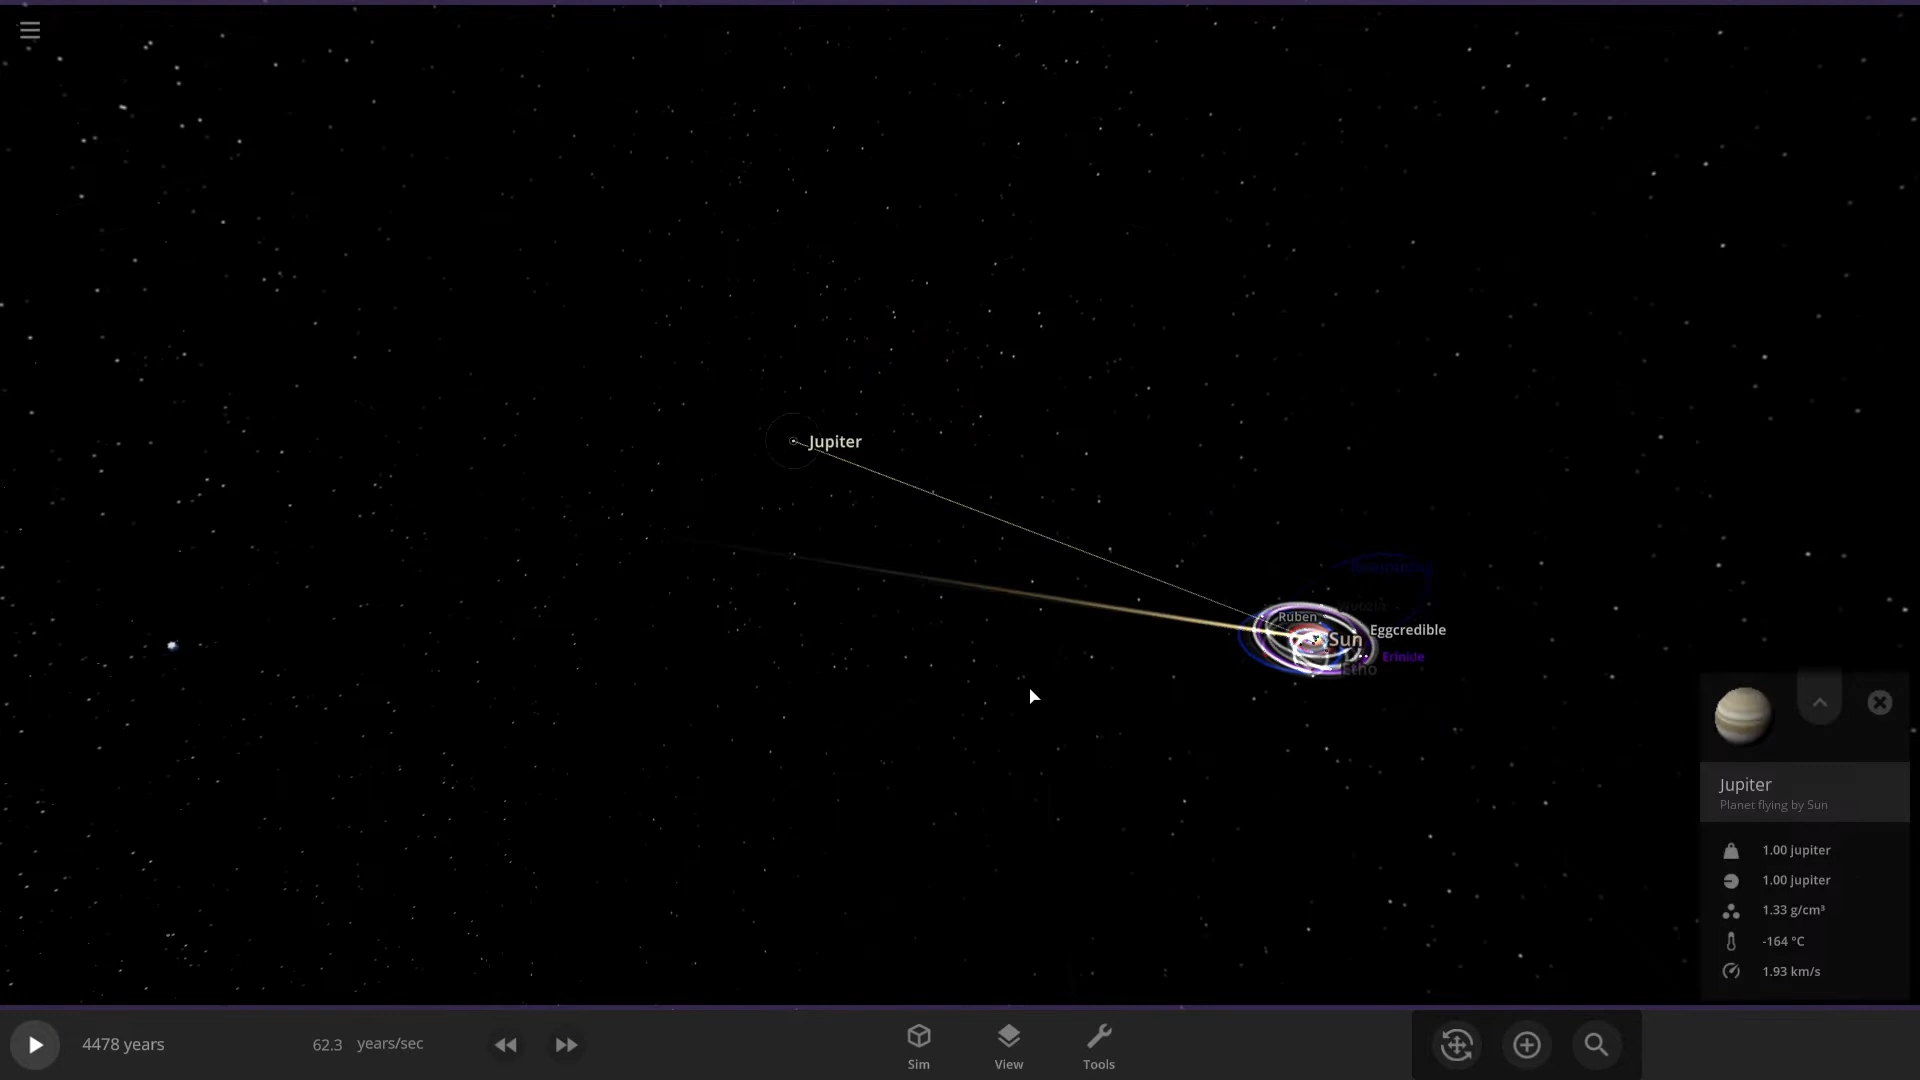 Jupiter
Ruben
Sun
Eggcredible
Erinide
Etho
Jupiter
Planet flying by Sun
1.00 jupiter
1.00 jupiter
1.33 g/cm³
-164 °C
1.93 km/s
4478 years
62.3 years/sec
Sim
View
Tools